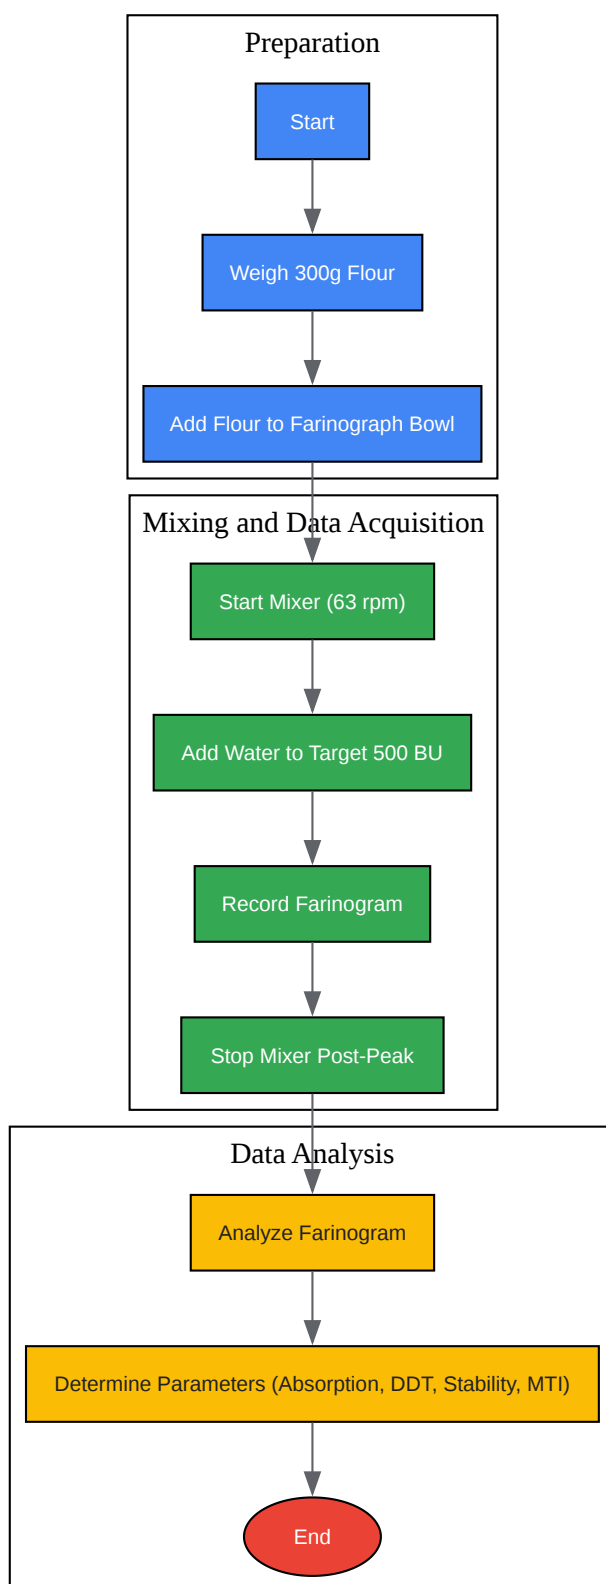 Preparation
Start
Weigh 300g Flour
Add Flour to Farinograph Bowl
Mixing and Data Acquisition
Start Mixer (63 rpm)
Add Water to Target 500 BU
Record Farinogram
Stop Mixer Post-Peak
Data Analysis
Analyze Farinogram
Determine Parameters (Absorption, DDT, Stability, MTI)
End